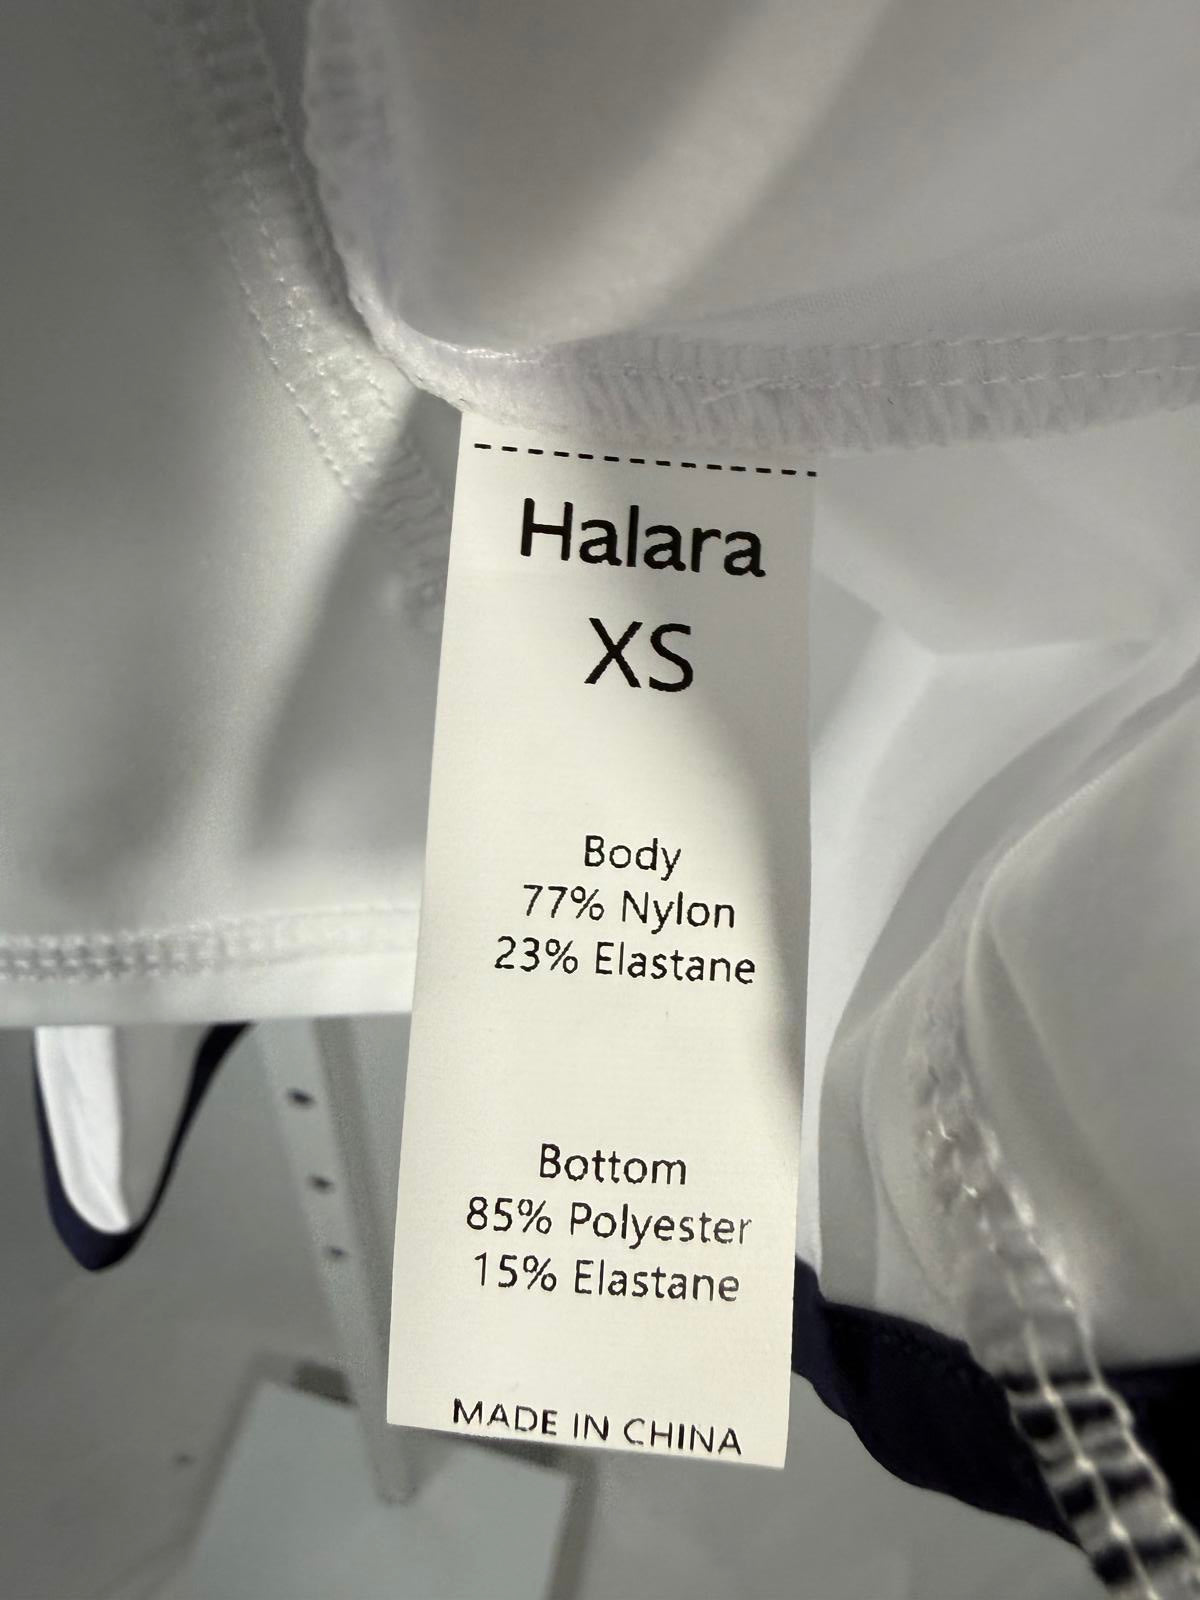 Halara
XS
Body
77% Nylon
23% Elastane
Bottom
85% Polyester
15% Elastane
MADE IN CHINA